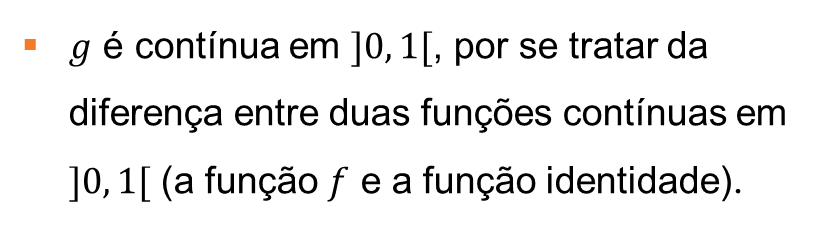 ▪ g é contínua em ]0, 1[, por se tratar da
diferença entre duas funções contínuas em
]0, 1[ (a função f e a função identidade).